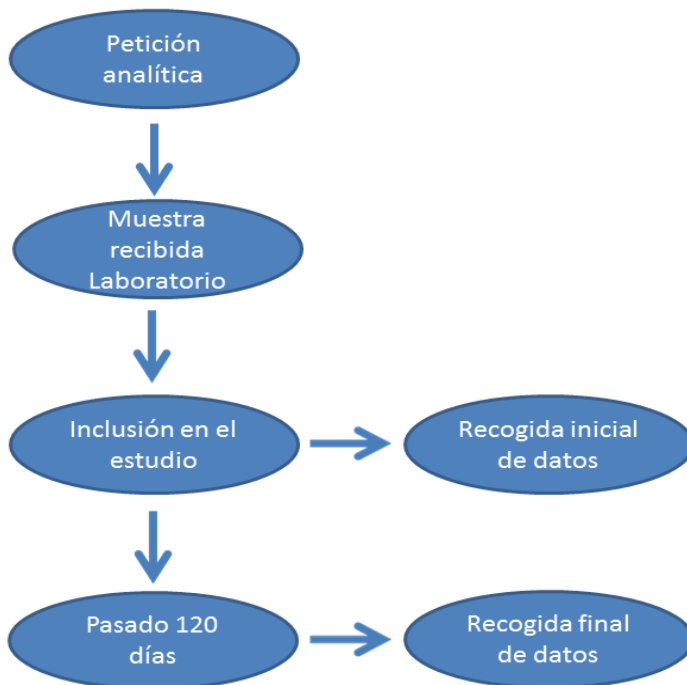 Petición
analítica
Muestra
recibida
Laboratorio
Inclusión en el
estudio
Recogida inicial
de datos
Pasado 120
días
Recogida final
de datos